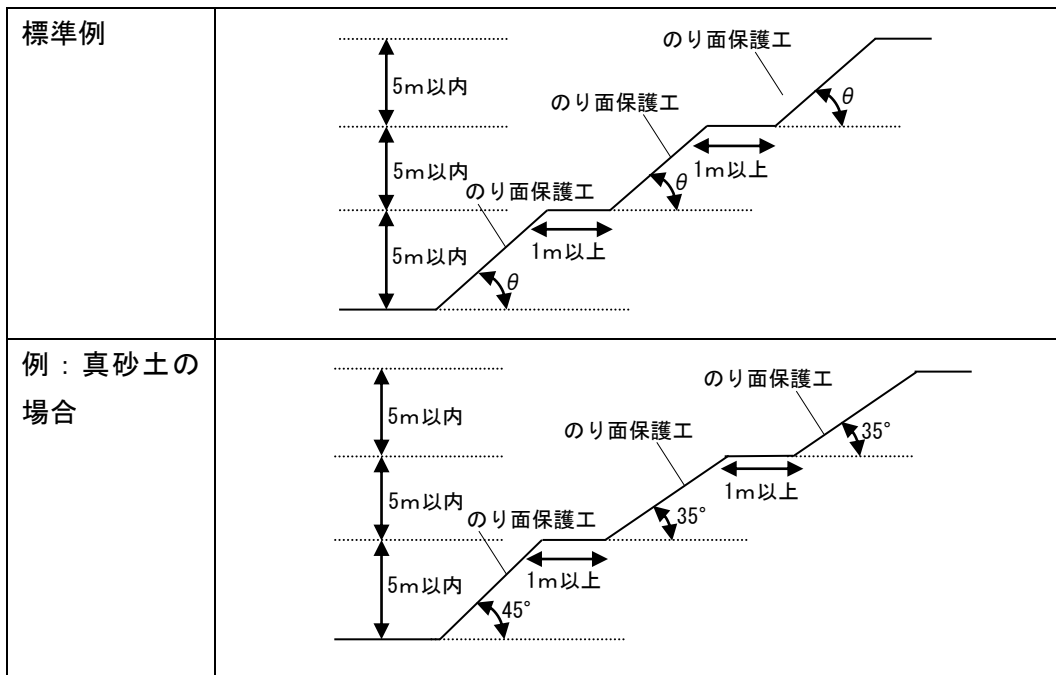 標準例
のり面保護工
5m以内
θ
のり面保護工
1m以上
5m以内
θ
のり面保護工
1m以上
5m以内
θ
例：真砂土の
場合
のり面保護工
5m以内
35°
のり面保護工
1m以上
5m以内
35°
のり面保護工
1m以上
5m以内
45°